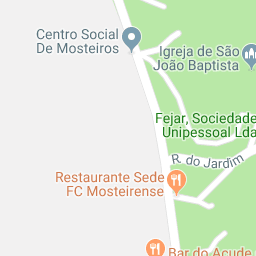 Centro Social
De Mosteiros
Igreja de São
João Baptista
Fejar, Sociedade
Unipessoal Lda
R. do Jardim
Restaurante Sede
FC Mosteirense
Bar do Açude